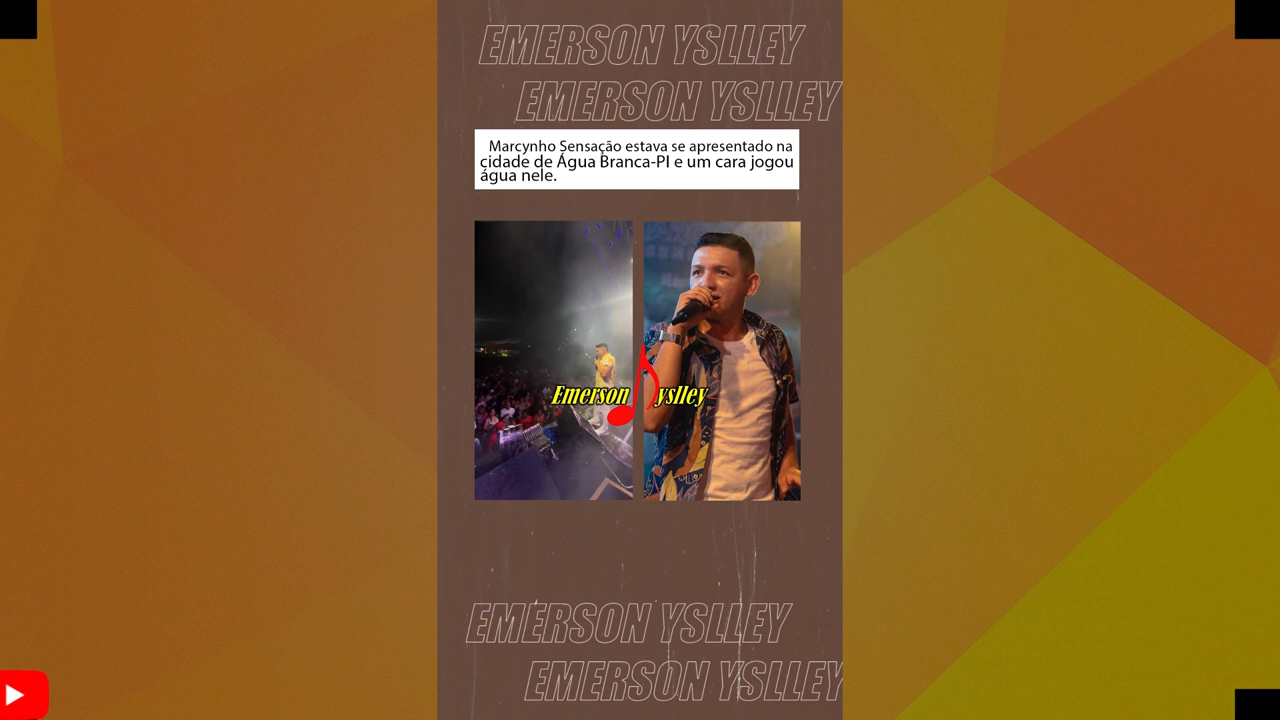 EMERSON YSLLEY
EMERSON YSLLEY
Marcynho Sensação estava se apresentado na
cidade de Água Branca-PI e um cara jogou
água nele.
Emerson yslley
EMERSON YSLLEY
EMERSON YSLLEY